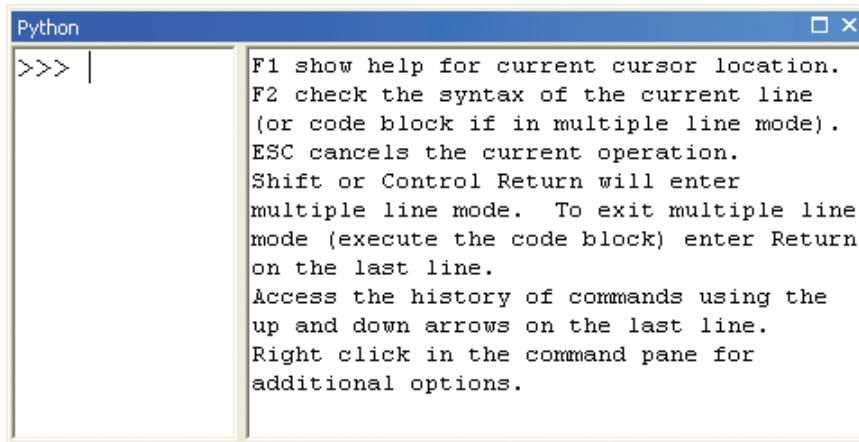 Python
>>>
F1 show help for current cursor location.
F2 check the syntax of the current line
(or code block if in multiple line mode).
ESC cancels the current operation.
Shift or Control Return will enter
multiple line mode.  To exit multiple line
mode (execute the code block) enter Return
on the last line.
Access the history of commands using the
up and down arrows on the last line.
Right click in the command pane for
additional options.